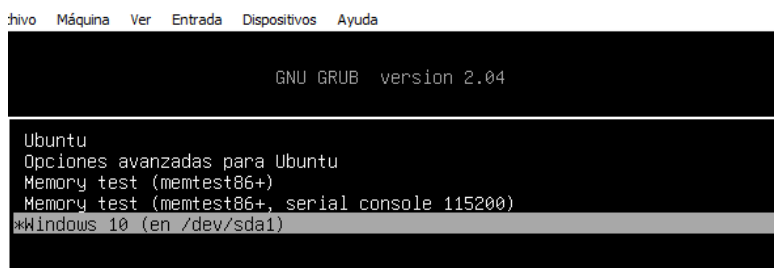 hivo Máquina Ver Entrada Dispositivos Ayuda
GNU GRUB version 2.04
Ubuntu
Opciones avanzadas para Ubuntu
Memory test (memtest86+)
Memory test (memtest86+, serial console 115200)
*Windows 10 (en /dev/sda1)